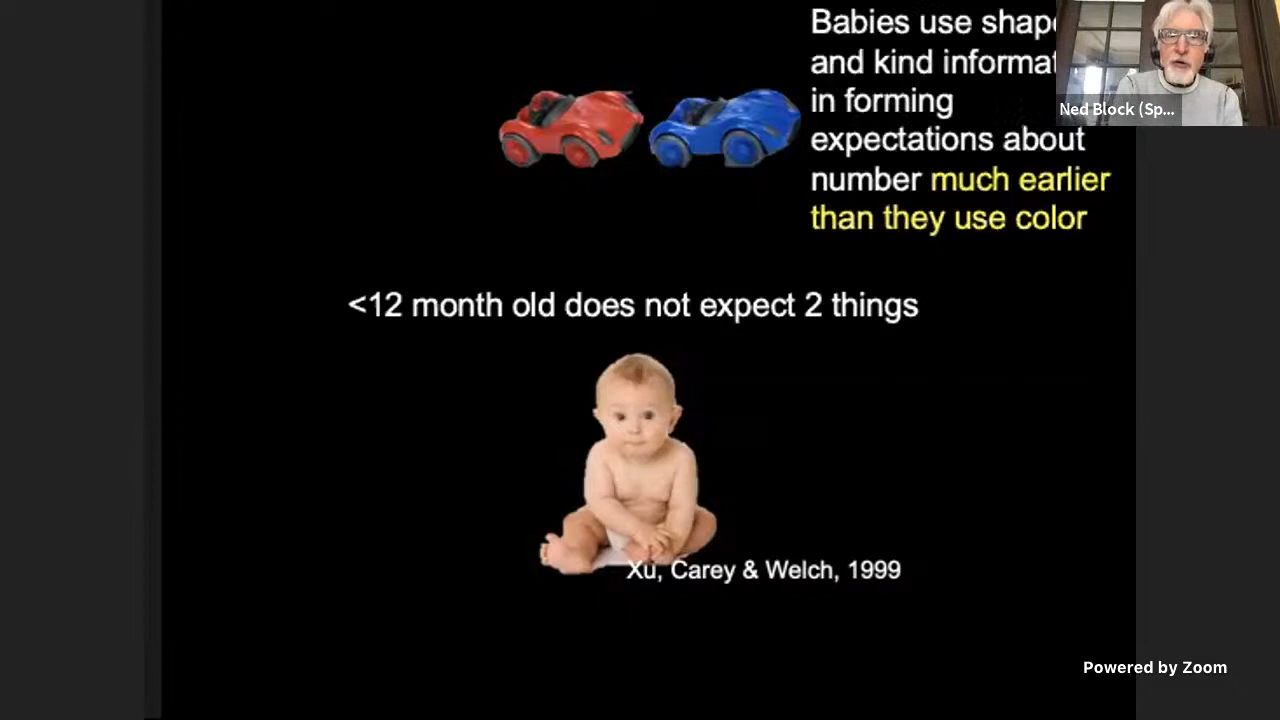 Babies use shape
and kind informat
in forming
expectations about
number much earlier
than they use color
Ned Block (Sp...
<12 month old does not expect 2 things
Xu, Carey & Welch, 1999
Powered by Zoom